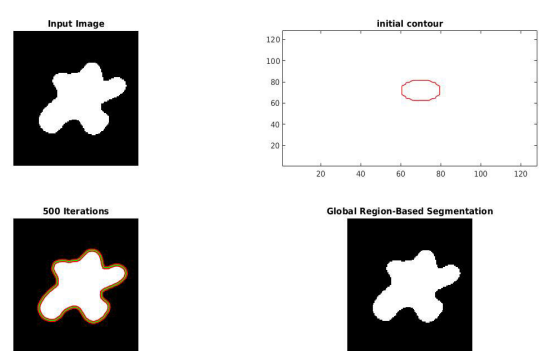 Input Image
initial contour
120
100
80
60
40
20
20 40 60 80 100 120
500 Iterations
Global Region-Based Segmentation